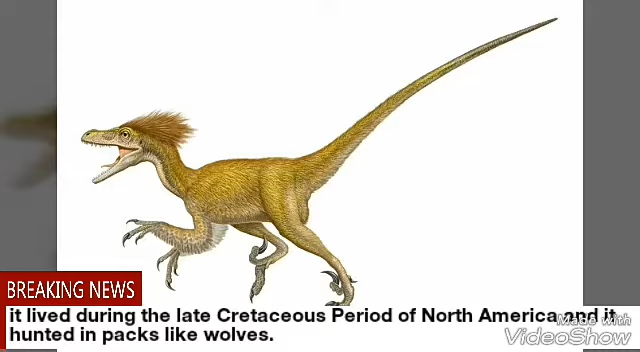 BREAKING NEWS
it lived during the late Cretaceous Period of North America and it
hunted in packs like wolves.
Made with
VideoShow